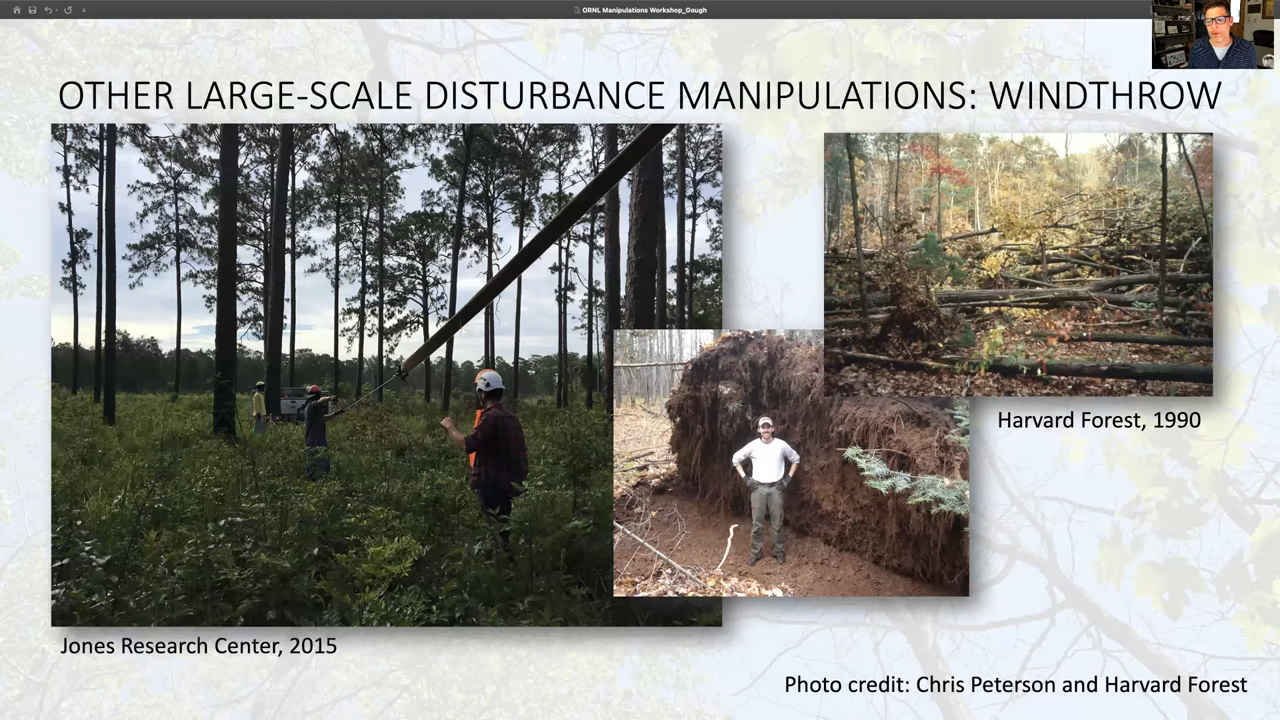 ORNL Manipulations Workshop_Gough
OTHER LARGE-SCALE DISTURBANCE MANIPULATIONS: WINDTHROW
Harvard Forest, 1990
Jones Research Center, 2015
Photo credit: Chris Peterson and Harvard Forest